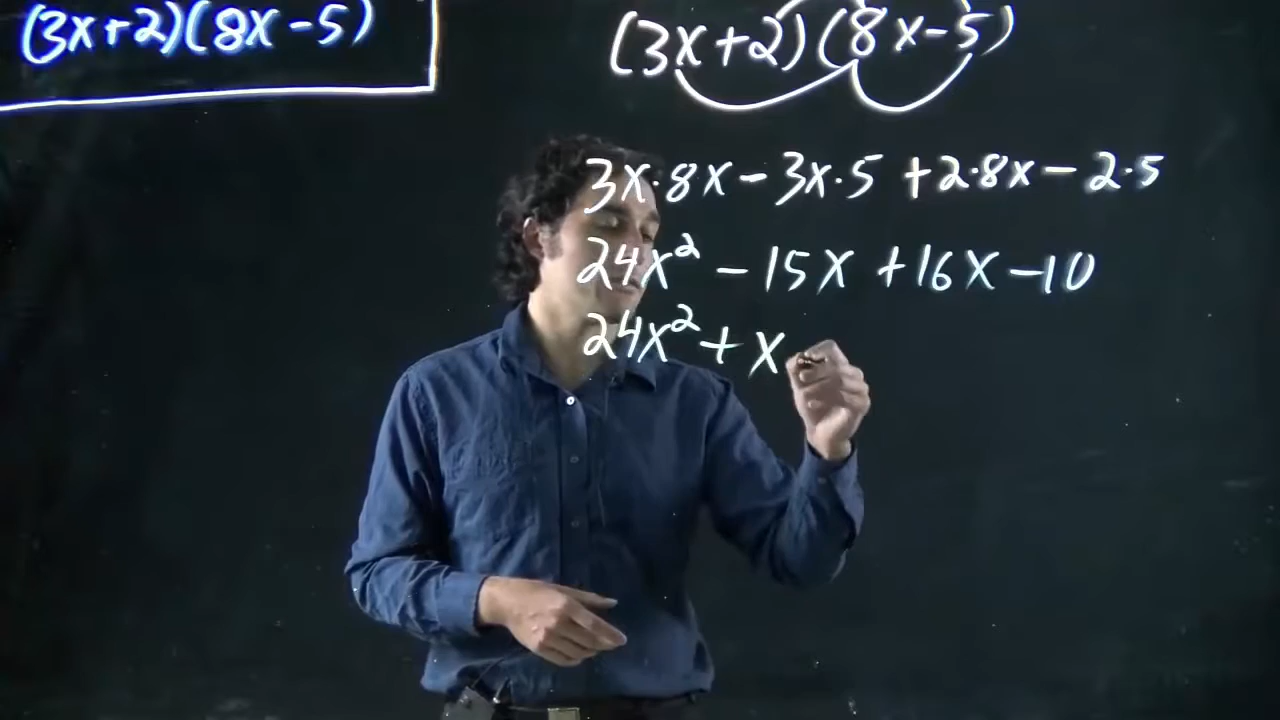 (3x+2)(8x-5)
(3x+2)(8x-5)
3x·8x-3x·5+2·8x-2·5
24x²-15x+16x-10
24x²+x